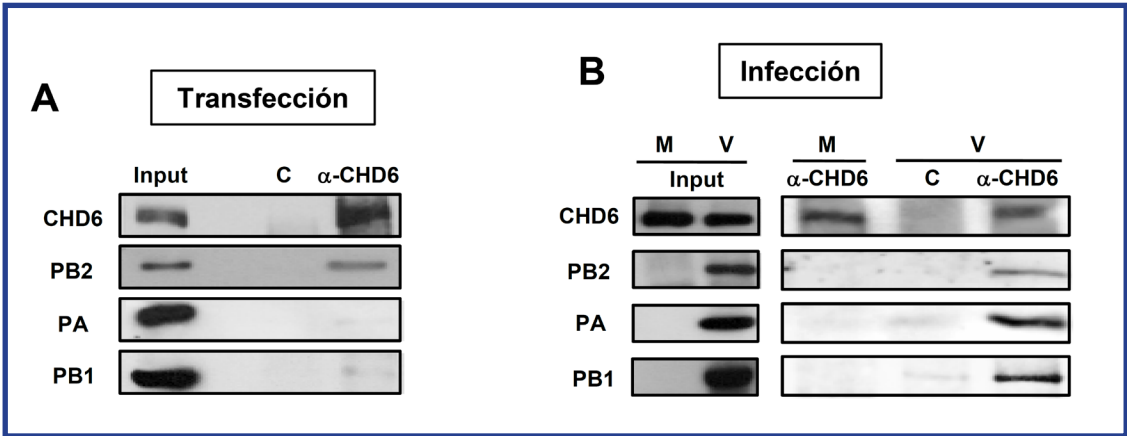 A
Transfección
Input C α-CHD6
CHD6
PB2
PA
PB1
B
Infección
M V M V
Input α-CHD6 C α-CHD6
CHD6
PB2
PA
PB1